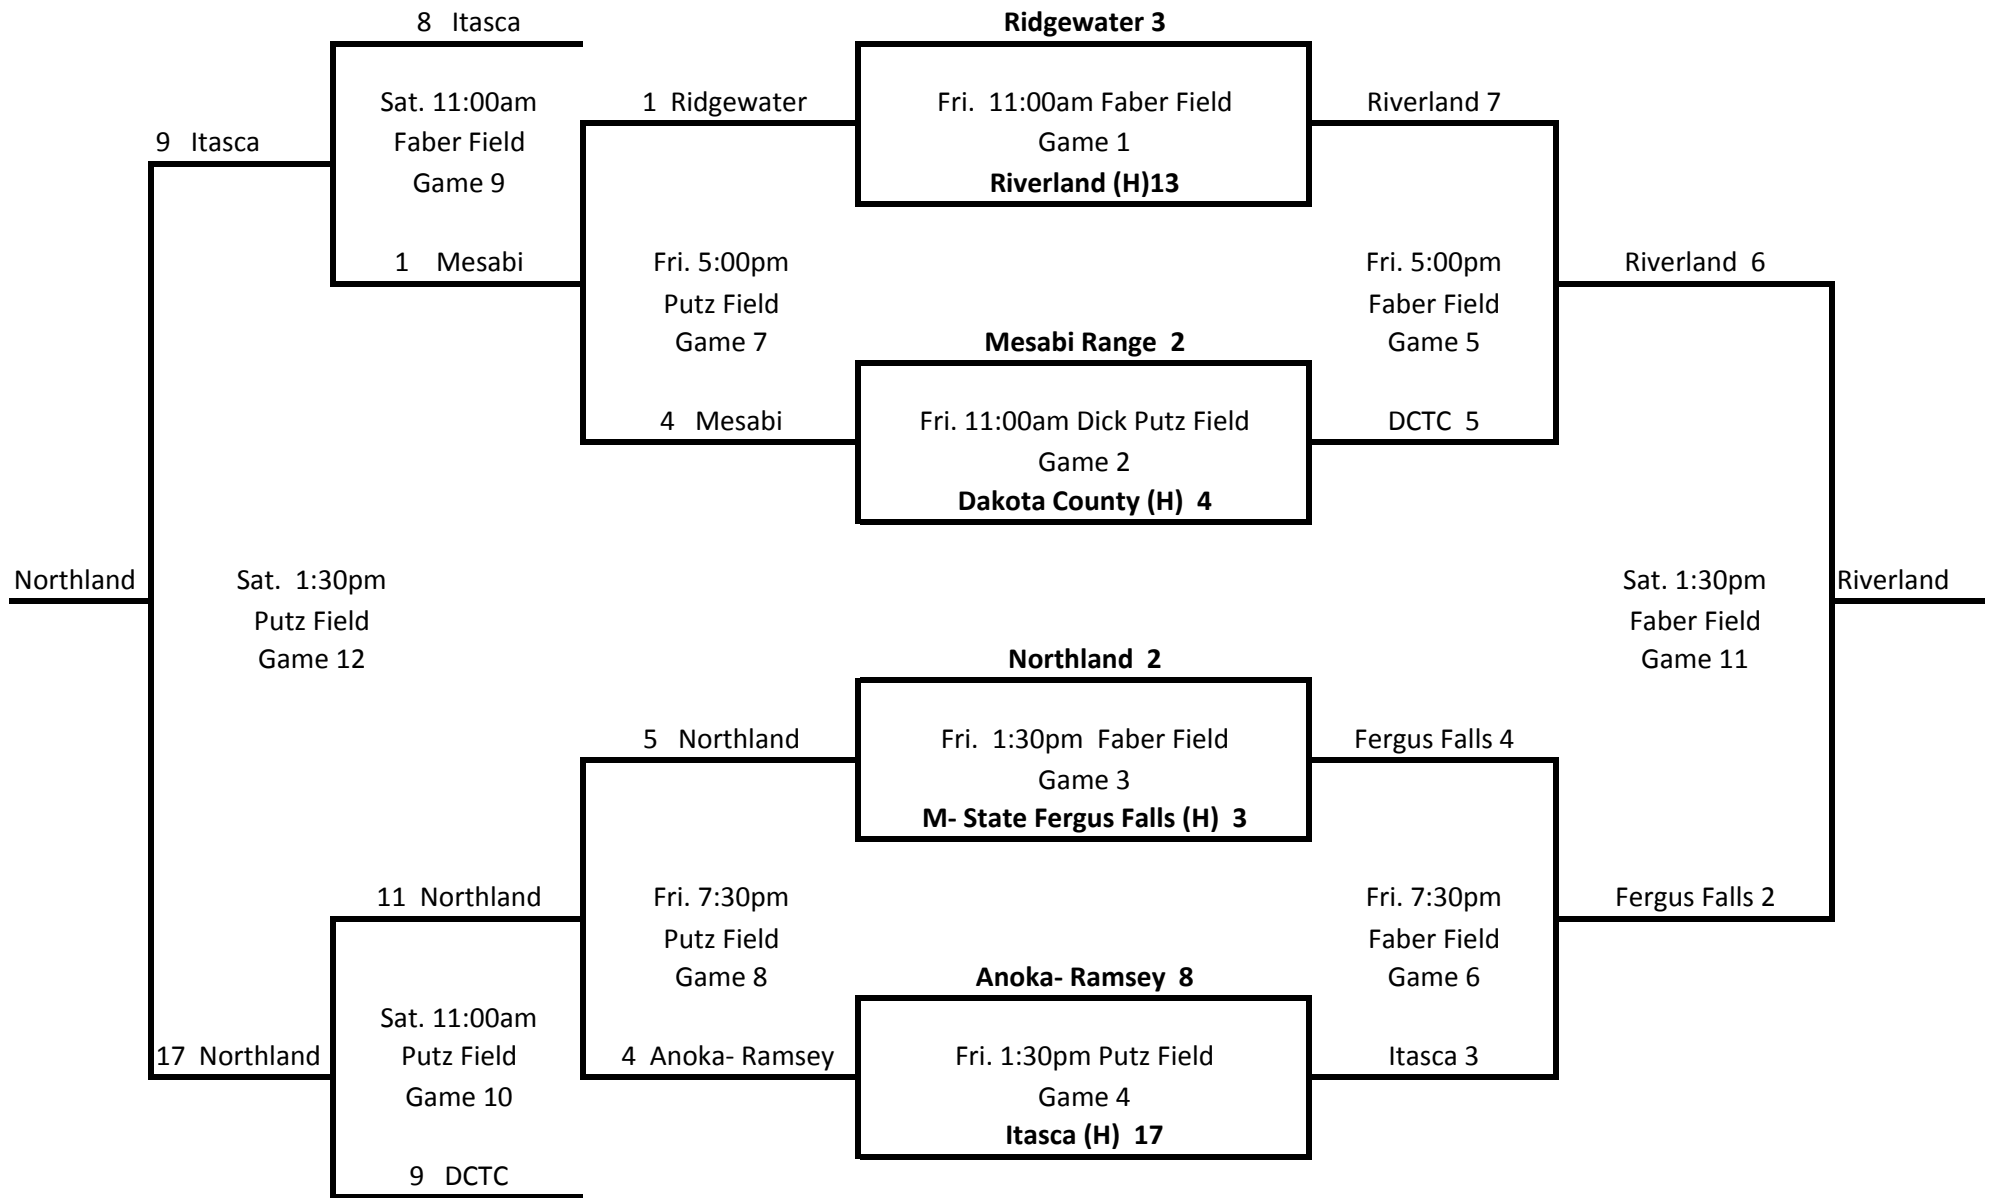 8 Itasca
Ridgewater 3
Sat. 11:00am
1 Ridgewater
Fri. 11:00am Faber Field
Riverland 7
9 Itasca
Faber Field
Game 1
Game 9
Riverland (H)13
1 Mesabi
Fri. 5:00pm
Fri. 5:00pm
Riverland 6
Putz Field
Faber Field
Game 7
Mesabi Range 2
Game 5
4 Mesabi
Fri. 11:00am Dick Putz Field
DCTC 5
Game 2
Dakota County (H) 4
Northland
Sat. 1:30pm
Sat. 1:30pm
Riverland
Putz Field
Faber Field
Game 12
Northland 2
Game 11
5 Northland
Fri. 1:30pm Faber Field
Fergus Falls 4
Game 3
M- State Fergus Falls (H) 3
11 Northland
Fri. 7:30pm
Fri. 7:30pm
Fergus Falls 2
Putz Field
Faber Field
Game 8
Anoka- Ramsey 8
Game 6
Sat. 11:00am
17 Northland
Putz Field
4 Anoka- Ramsey
Fri. 1:30pm Putz Field
Itasca 3
Game 10
Game 4
Itasca (H) 17
9 DCTC